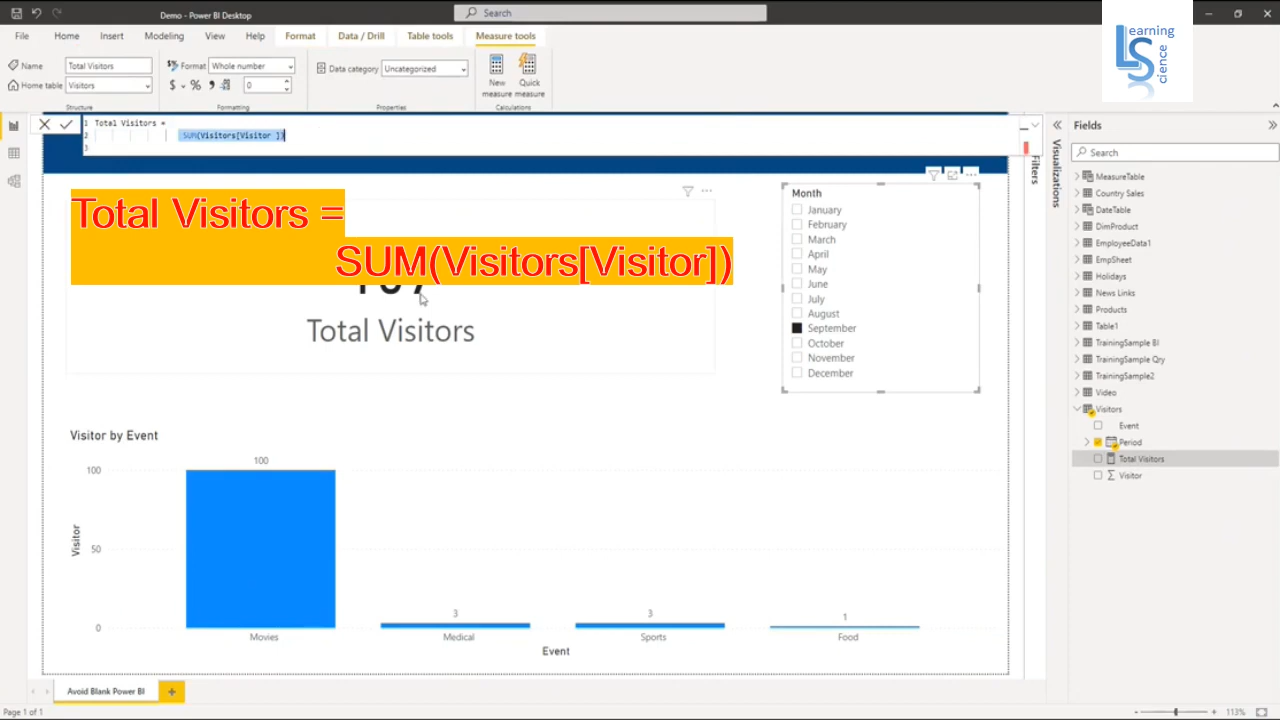 Demo - Power BI Desktop
Search
Learning Science
File Home Insert Modeling View Help Format Data / Drill Table tools Measure tools
Name Total Visitors
Format Whole number
Data category Uncategorized
Home table Visitors
$ % 0
New measure
Quick measure
Structure Formatting Properties Calculations
1 Total Visitors =
2 SUM(Visitors[Visitor ])
3
Total Visitors =
SUM(Visitors[Visitor])
Total Visitors
Month
January
February
March
April
May
June
July
August
September
October
November
December
Visitor by Event
100
100
50
0
3
3
1
Visitor
Movies Medical Sports Food
Event
Filters
Visualizations
Fields
Search
MeasureTable
Country Sales
DateTable
DimProduct
EmployeeData1
EmpSheet
Holidays
News Links
Products
Table1
TrainingSample BI
TrainingSample Qry
TrainingSample2
Video
Visitors
Event
Period
Total Visitors
Visitor
Avoid Blank Power BI
Page 1 of 1
113%